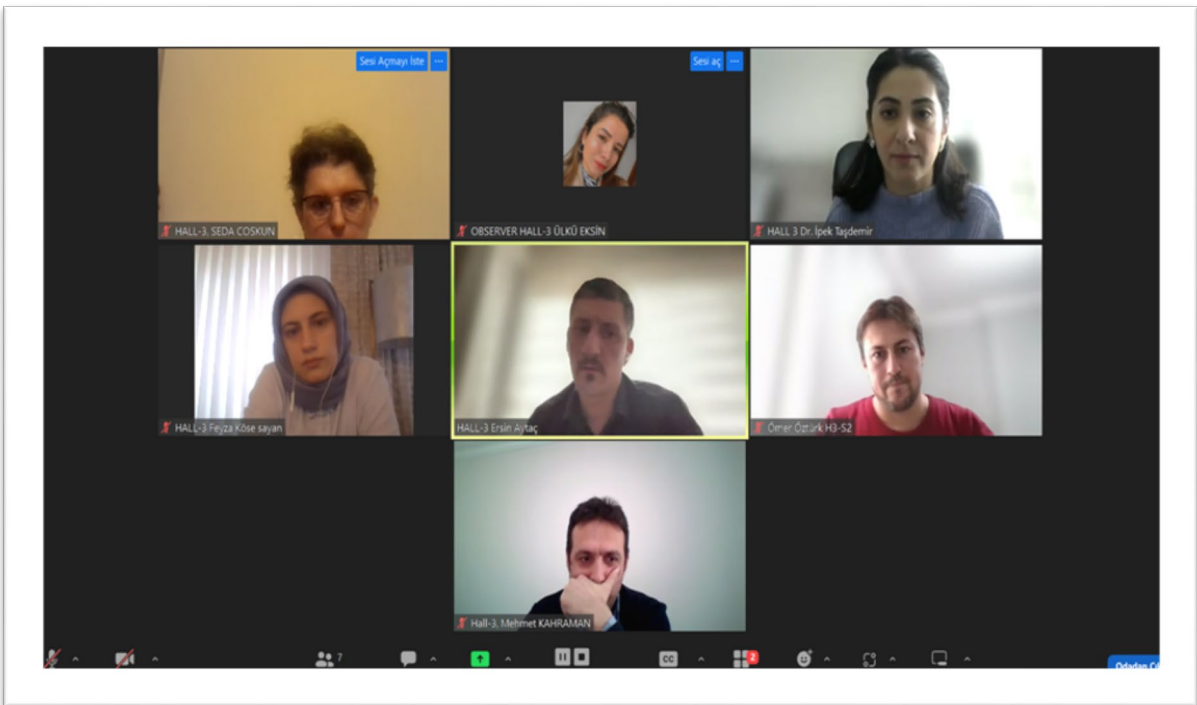 Sesi Açmayı İste
Sesi aç
HALL-3, SEDA COSKUN
OBSERVER HALL-3 ÜLKÜ EKSİN
HALL 3 Dr. İpek Taşdemir
HALL-3 Feyza Köse sayan
HALL-3 Ersin Aytaç
Ömer Öztürk H3-S2
Hall-3, Mehmet KAHRAMAN
7
CC
2
Odadan